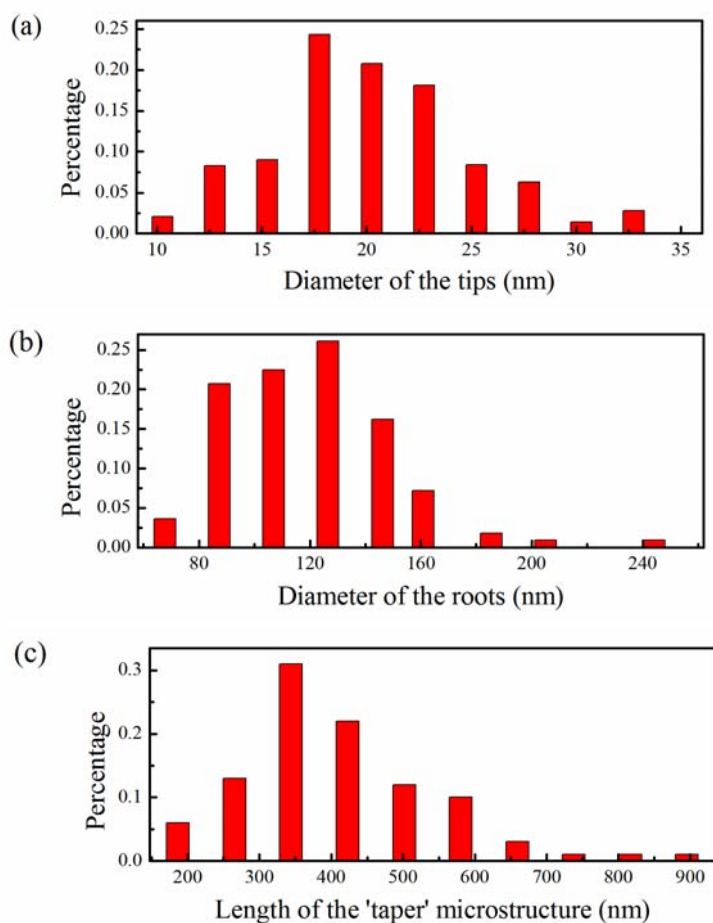 (a)
Percentage
0.25
0.20
0.15
0.10
0.05
0.00
10 15 20 25 30 35
Diameter of the tips (nm)
(b)
Percentage
0.25
0.20
0.15
0.10
0.05
0.00
80 120 160 200 240
Diameter of the roots (nm)
(c)
Percentage
0.3
0.2
0.1
0.0
200 300 400 500 600 700 800 900
Length of the 'taper' microstructure (nm)